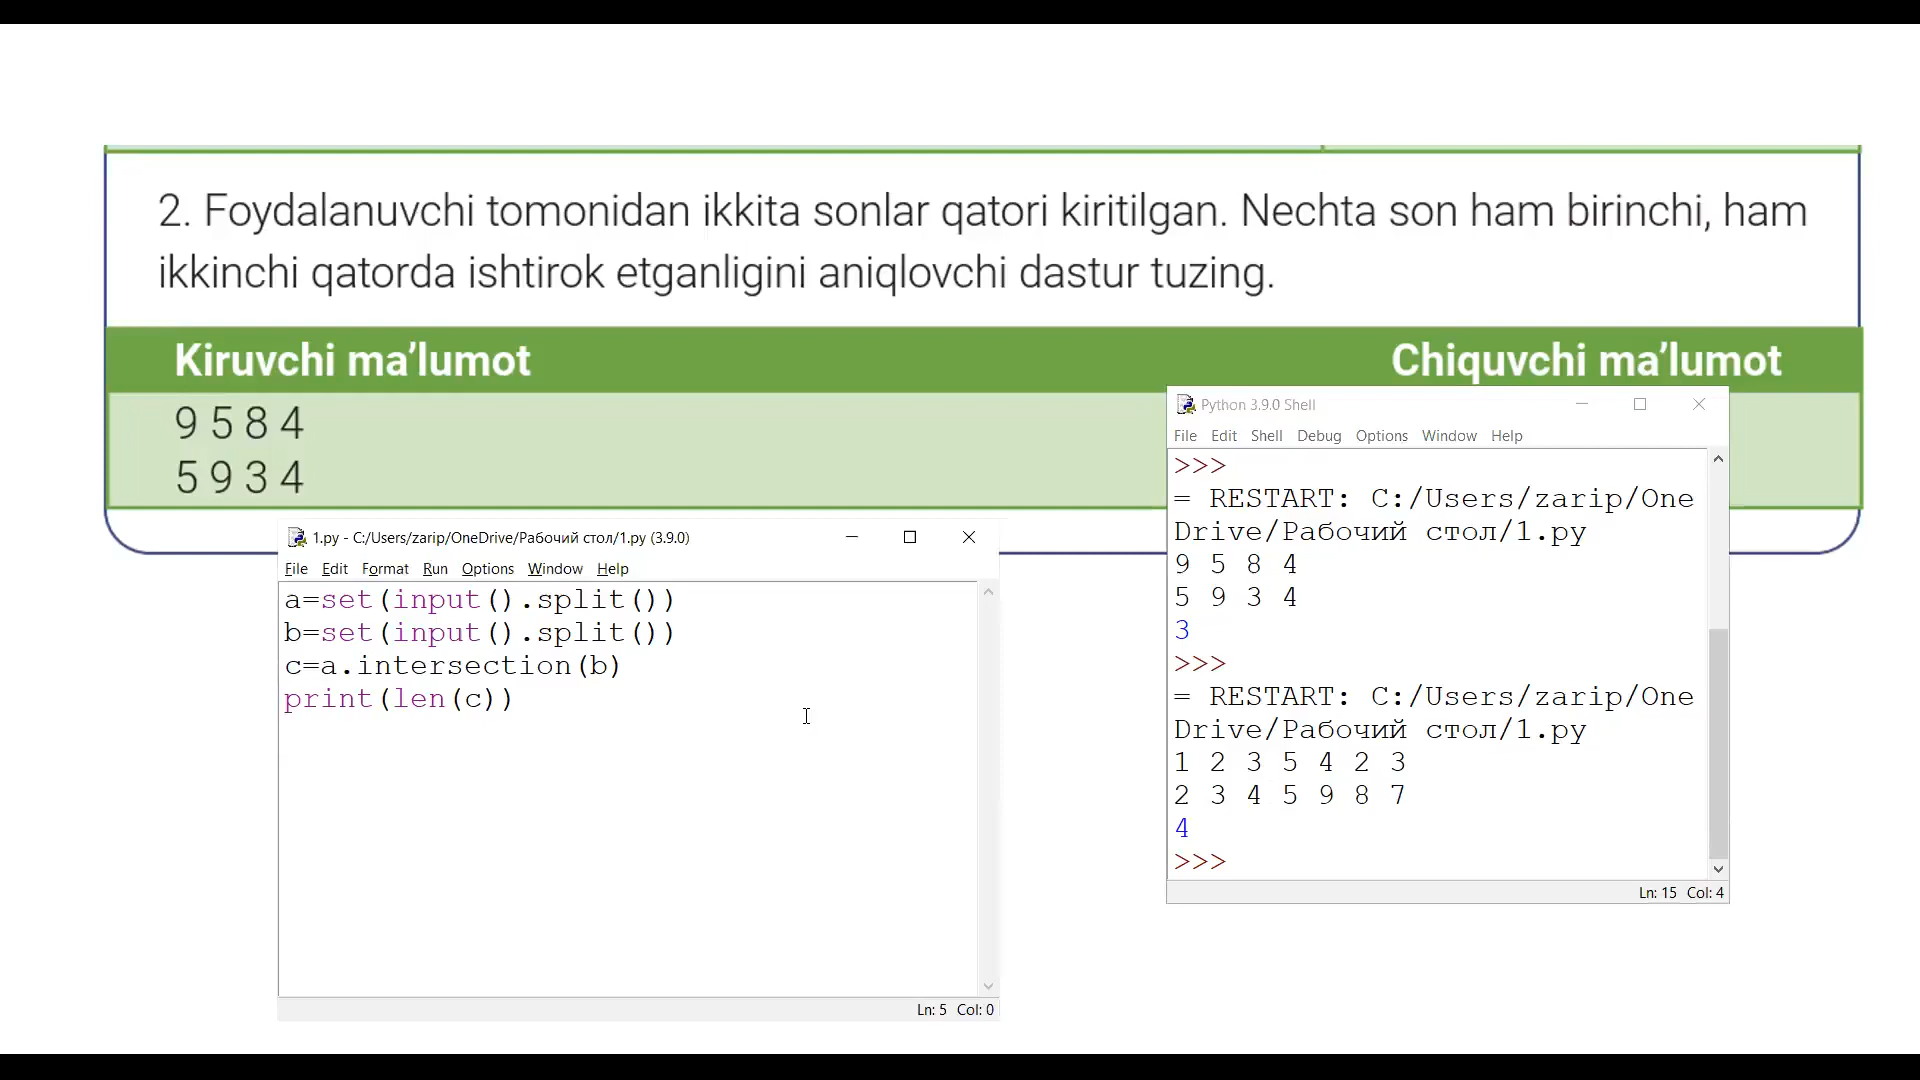 2. Foydalanuvchi tomonidan ikkita sonlar qatori kiritilgan. Nechta son ham birinchi, ham
ikkinchi qatorda ishtirok etganligini aniqlovchi dastur tuzing.
Kiruvchi ma’lumot
Chiquvchi ma’lumot
9 5 8 4
5 9 3 4
1.py - C:/Users/zarip/OneDrive/Рабочий стол/1.py (3.9.0)
File Edit Format Run Options Window Help
a=set(input().split())
b=set(input().split())
c=a.intersection(b)
print(len(c))
Ln: 5 Col: 0
Python 3.9.0 Shell
File Edit Shell Debug Options Window Help
>>>
= RESTART: C:/Users/zarip/One
Drive/Рабочий стол/1.py
9 5 8 4
5 9 3 4
3
>>>
= RESTART: C:/Users/zarip/One
Drive/Рабочий стол/1.py
1 2 3 5 4 2 3
2 3 4 5 9 8 7
4
>>>
Ln: 15 Col: 4